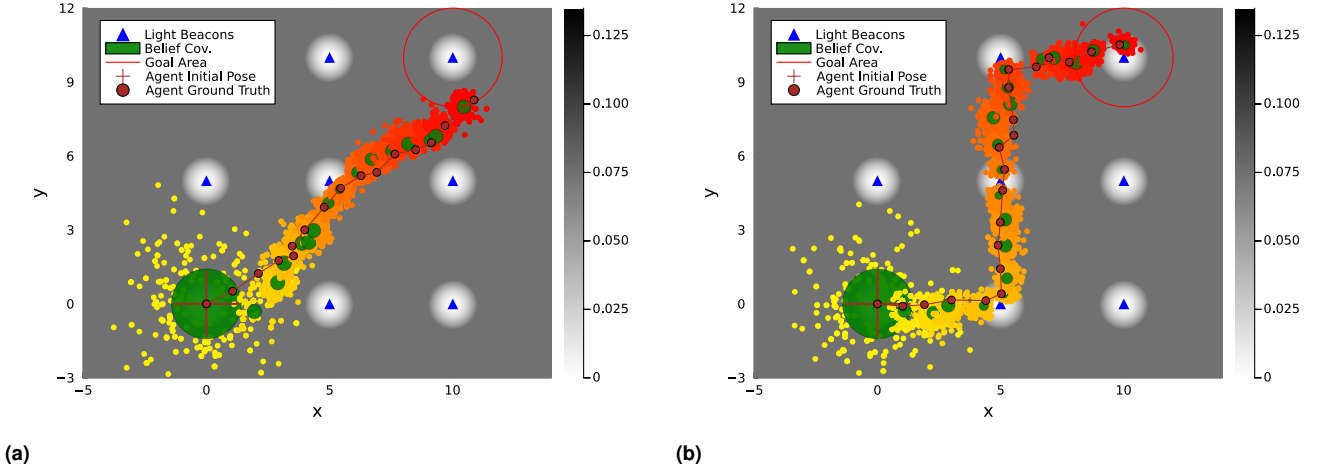 12
9
6
3
0
−3
−5
0
5
10
x
y
Light Beacons
Belief Cov.
Goal Area
Agent Initial Pose
Agent Ground Truth
0.125
0.100
0.075
0.050
0.025
0
(a)
12
9
6
3
0
−3
−5
0
5
10
x
y
Light Beacons
Belief Cov.
Goal Area
Agent Initial Pose
Agent Ground Truth
0.125
0.100
0.075
0.050
0.025
0
(b)